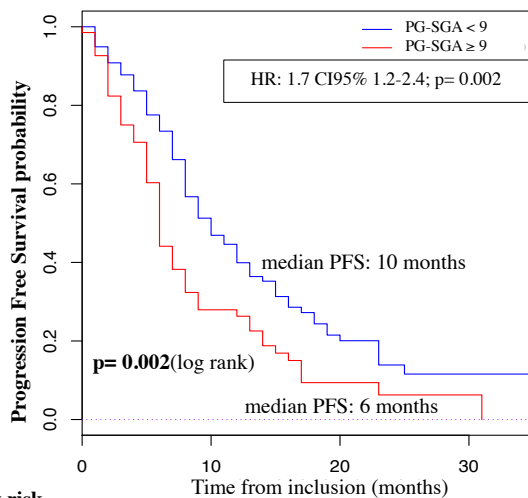 PG-SGA < 9
PG-SGA ≥ 9
HR: 1.7 CI95% 1.2-2.4; p= 0.002
Progression Free Survival probability
1.0
0.8
0.6
0.4
0.2
0.0
median PFS: 10 months
p= 0.002(log rank)
median PFS: 6 months
0
10
20
30
Time from inclusion (months)
risk